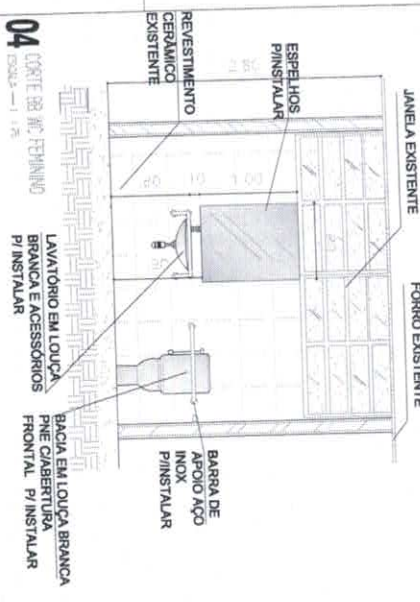 JANELA EXISTENTE
FORRO EXISTENTE
ESPELHOS
P/INSTALAR
REVESTIMENTO
CERÂMICO
EXISTENTE
BARRA DE
APOIO AÇO
INOX
P/INSTALAR
LAVATÓRIO EM LOUÇA
BRANCA E ACESSÓRIOS
P/ INSTALAR
BACIA EM LOUÇA BRANCA
PNE C/ABERTURA
FRONTAL P/ INSTALAR
04 CORTE BB WC FEMININO